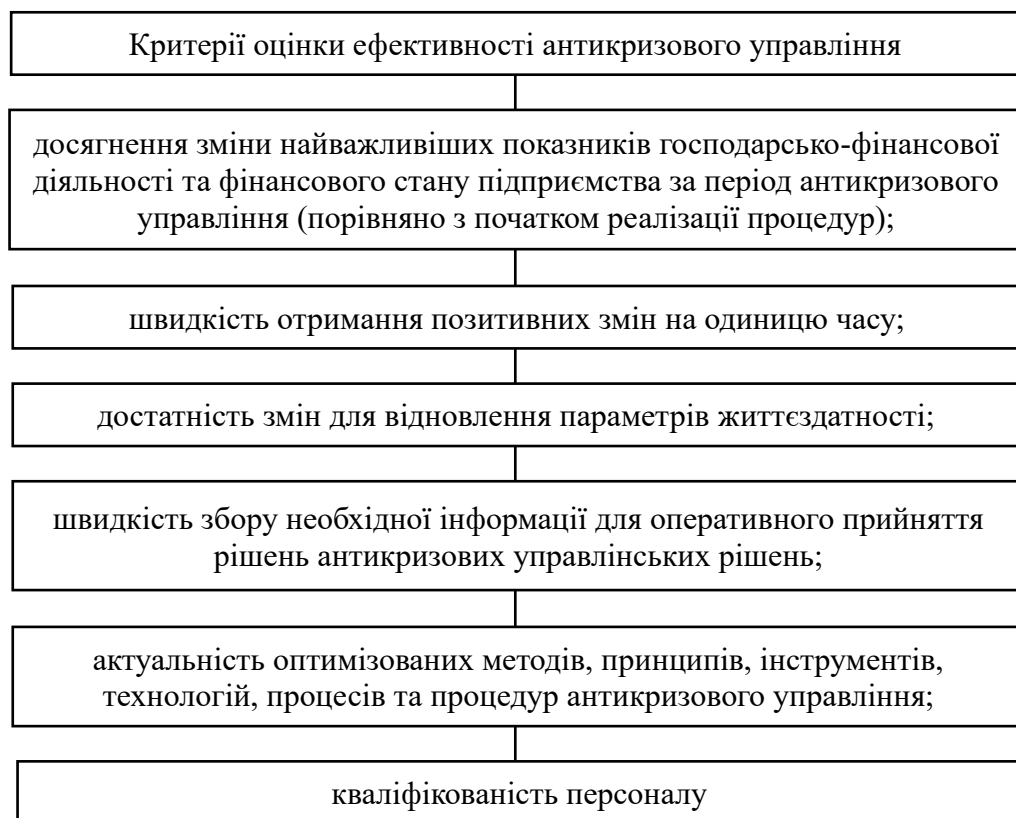 Критерії оцінки ефективності антикризового управління
досягнення зміни найважливіших показників господарсько-фінансової
діяльності та фінансового стану підприємства за період антикризового
управління (порівняно з початком реалізації процедур);
швидкість отримання позитивних змін на одиницю часу;
достатність змін для відновлення параметрів життєздатності;
швидкість збору необхідної інформації для оперативного прийняття
рішень антикризових управлінських рішень;
актуальність оптимізованих методів, принципів, інструментів,
технологій, процесів та процедур антикризового управління;
кваліфікованість персоналу